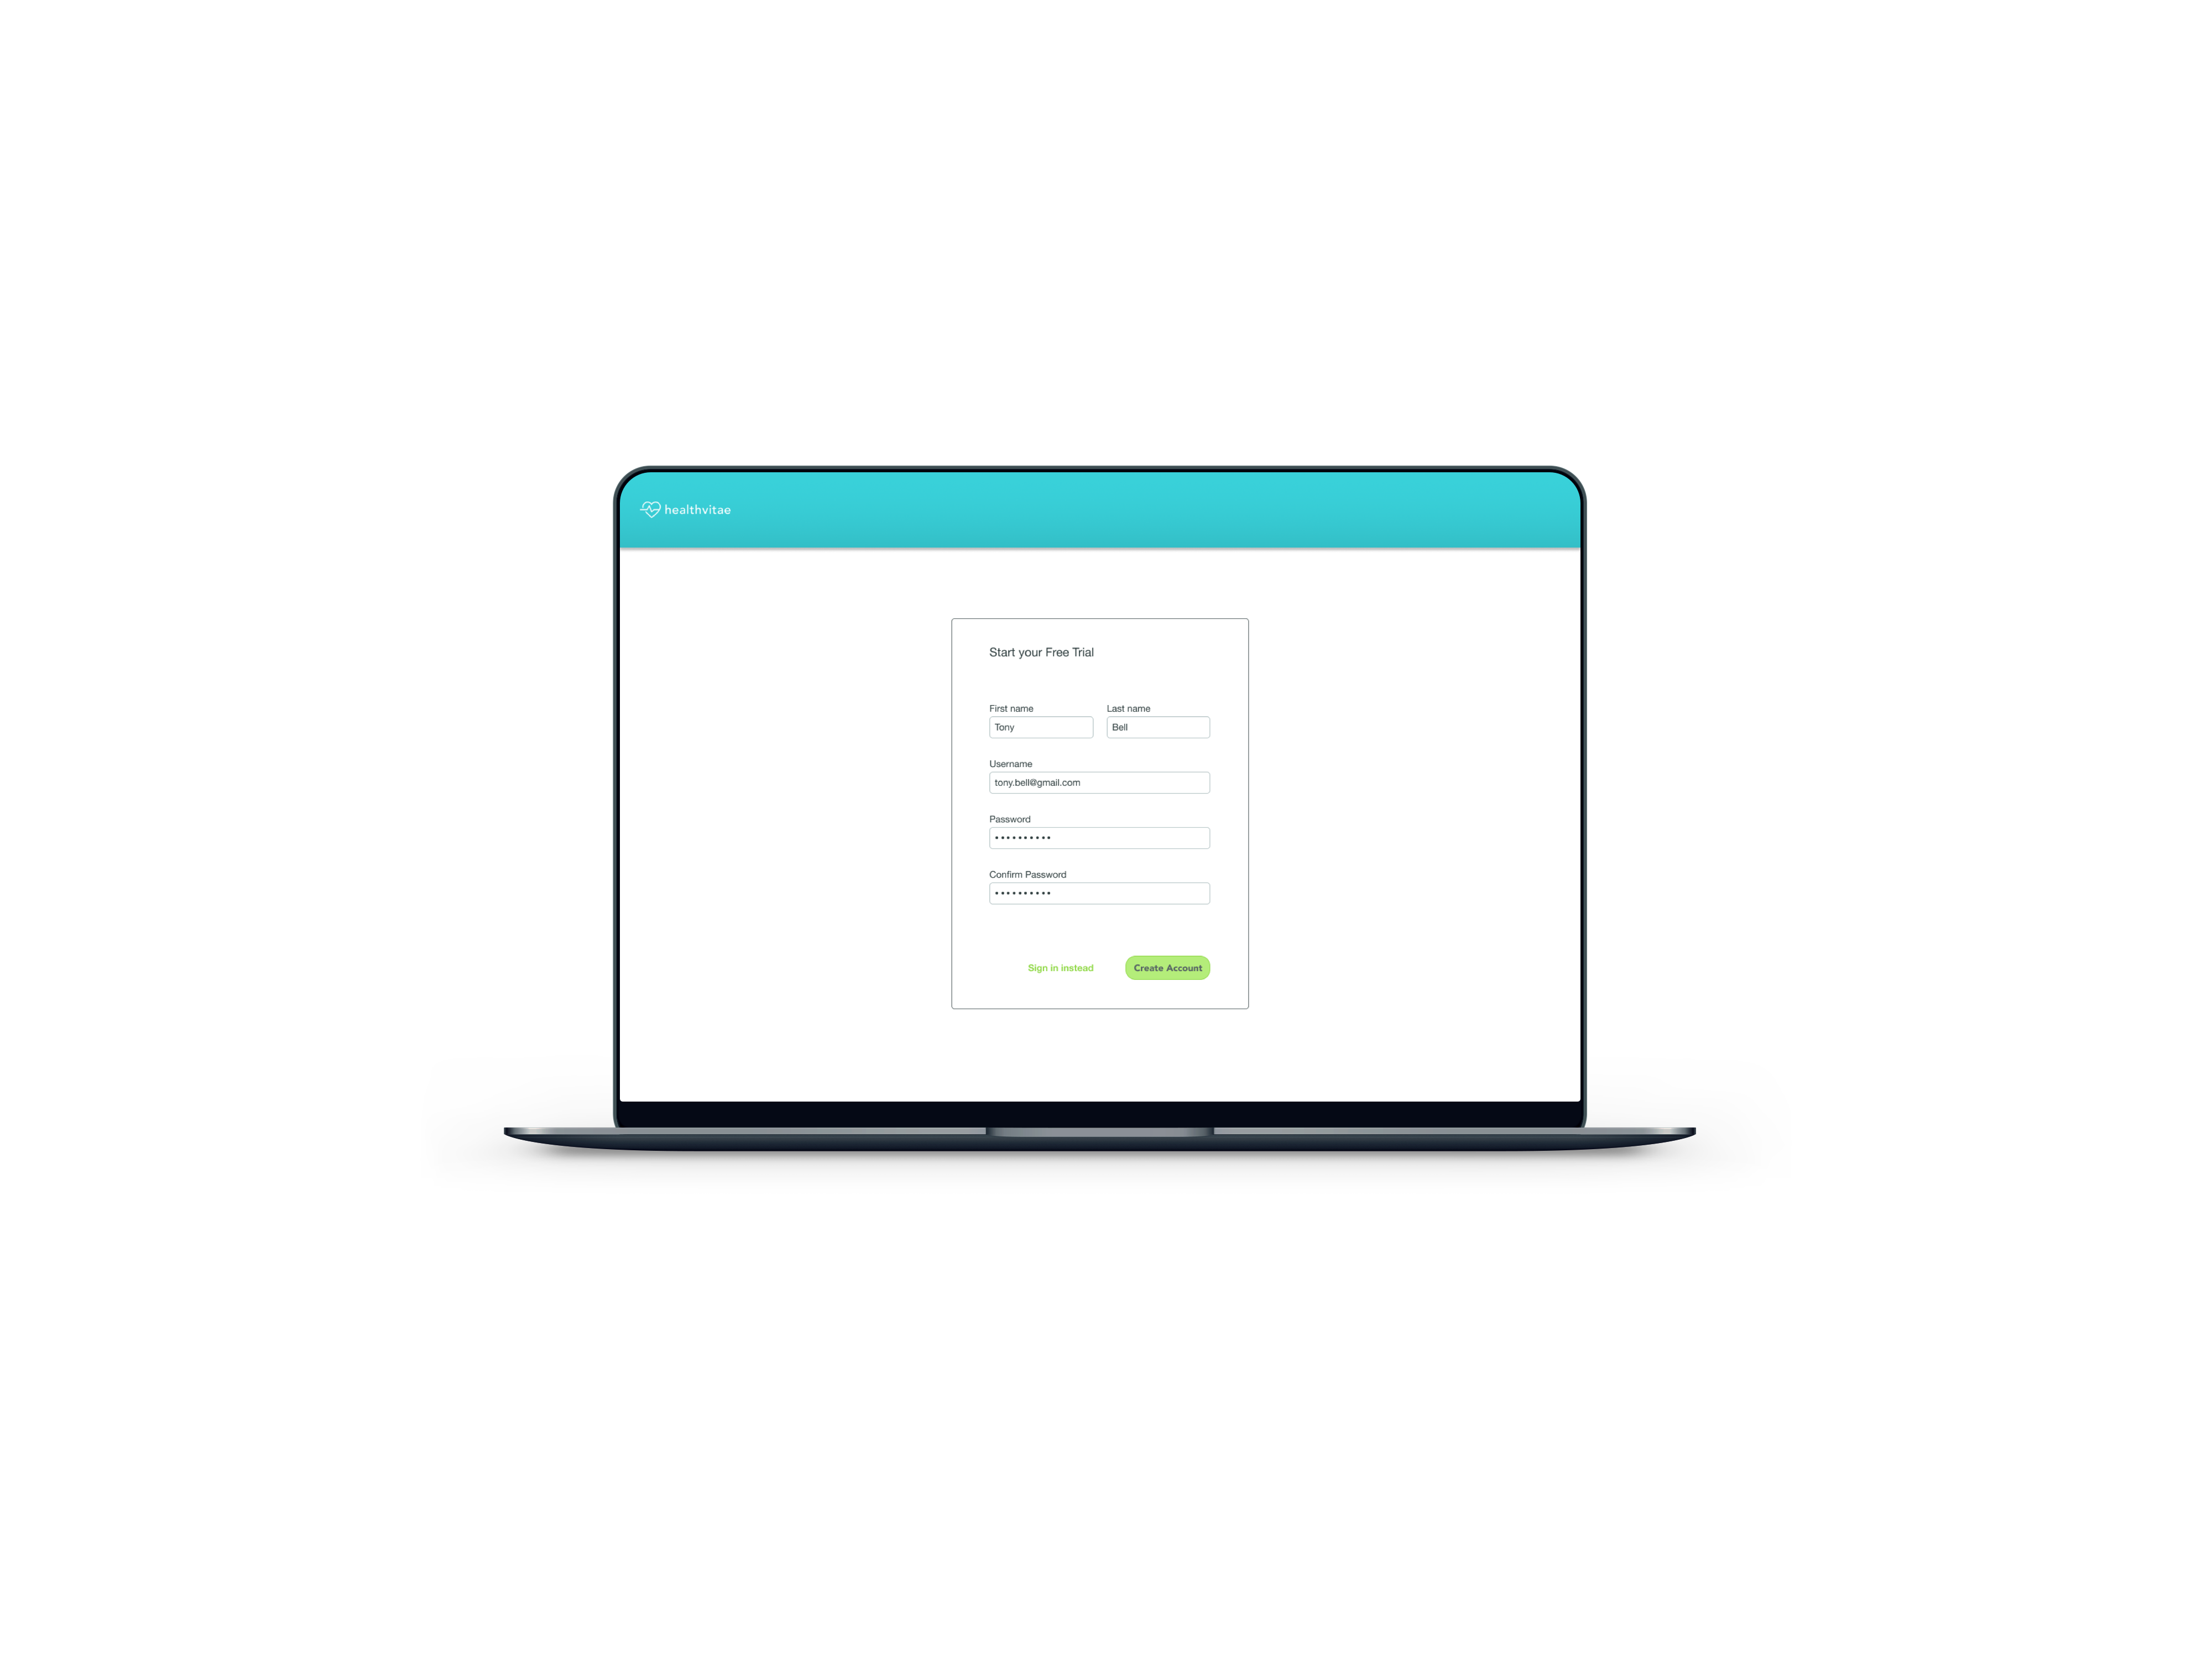 healthvitae
Start your Free Trial
First name
Last name
Tony
Bell
Username
tony.bell@gmail.com
Password
••••••••••
Confirm Password
••••••••••
Sign in instead
Create Account